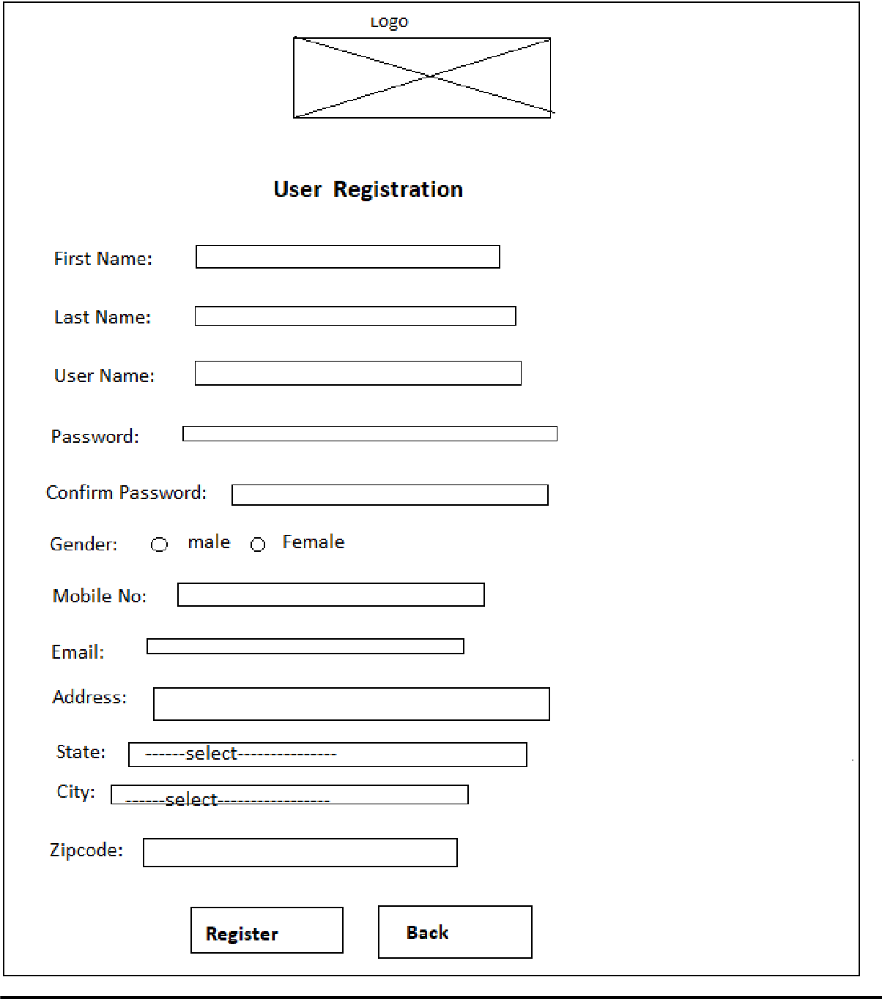 Logo
User Registration
First Name:
Last Name:
User Name:
Password:
Confirm Password:
Gender: male Female
Mobile No:
Email:
Address:
State: ------select---------------
City: ------select-----------------
Zipcode:
Register Back